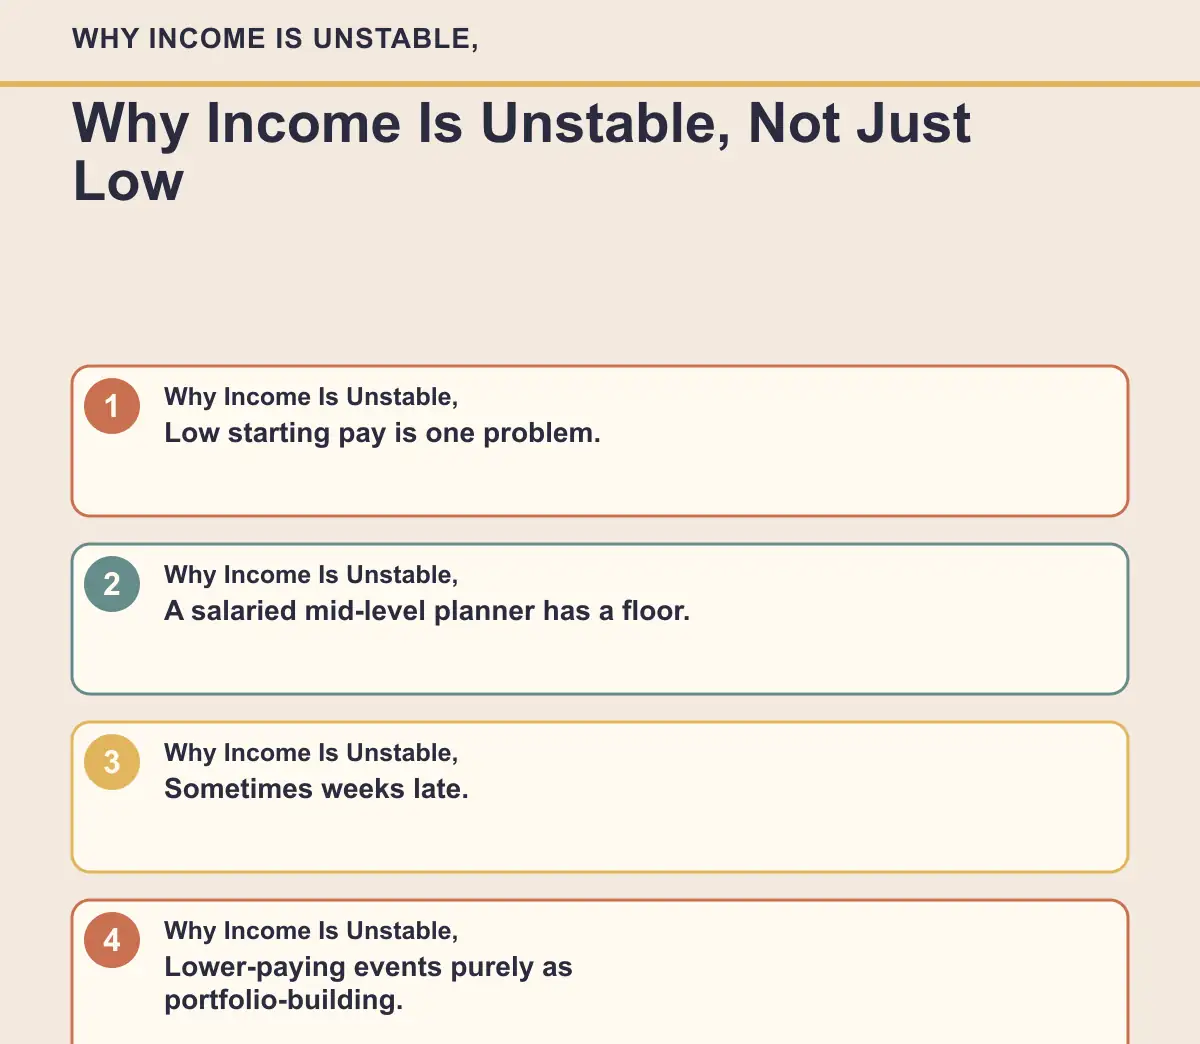 WHY INCOME IS UNSTABLE,
Why Income Is Unstable, Not Just
Low
1
Why Income Is Unstable,
Low starting pay is one problem.
2
Why Income Is Unstable,
A salaried mid-level planner has a floor.
3
Why Income Is Unstable,
Sometimes weeks late.
4
Why Income Is Unstable,
Lower-paying events purely as
portfolio-building.